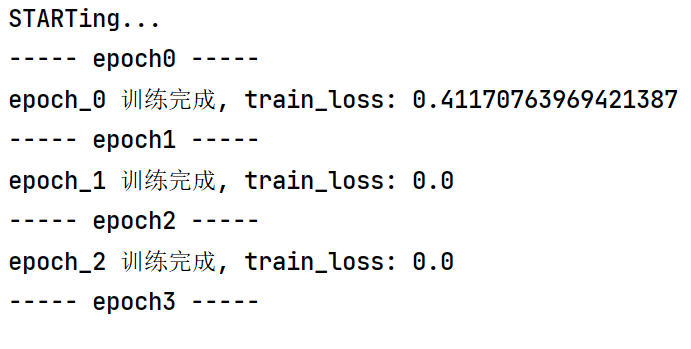 STARTing...
----- epoch0 -----
epoch_0 训练完成, train_loss: 0.41170763969421387
----- epoch1 -----
epoch_1 训练完成, train_loss: 0.0
----- epoch2 -----
epoch_2 训练完成, train_loss: 0.0
----- epoch3 -----